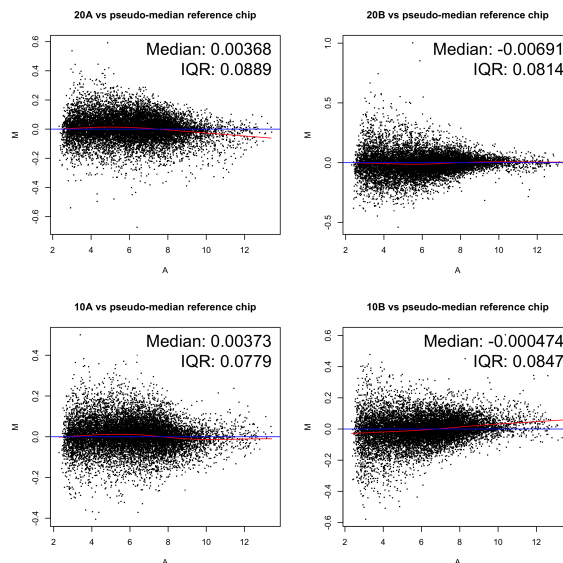 20A vs pseudo-median reference chip
Median: 0.00368
IQR: 0.0889
M
0.6
0.4
0.2
0.0
-0.2
-0.4
-0.6
2 4 6 8 10 12
A
20B vs pseudo-median reference chip
Median: -0.00691
IQR: 0.0814
M
1.0
0.5
0.0
-0.5
2 4 6 8 10 12
A
10A vs pseudo-median reference chip
Median: 0.00373
IQR: 0.0779
M
0.4
0.2
0.0
-0.2
-0.4
2 4 6 8 10 12
A
10B vs pseudo-median reference chip
Median: -0.000474
IQR: 0.0847
M
0.6
0.4
0.2
0.0
-0.2
-0.4
-0.6
2 4 6 8 10 12
A